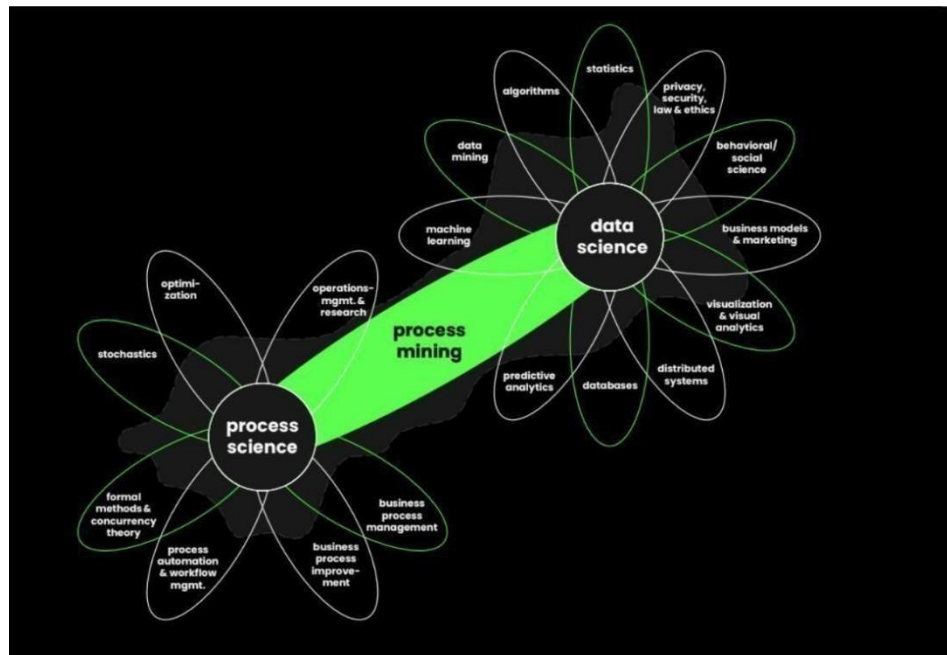 statistics
algorithms
privacy,
security,
law & ethics
data
mining
behavioral/
social
science
machine
learning
data
science
business models
& marketing
visualization
& visual
analytics
predictive
analytics
databases
distributed
systems
process
mining
optimi-
zation
operations-
mgmt. &
research
stochastics
process
science
formal
methods &
concurrency
theory
process
automation
& workflow
mgmt.
business
process
improve-
ment
business
process
management